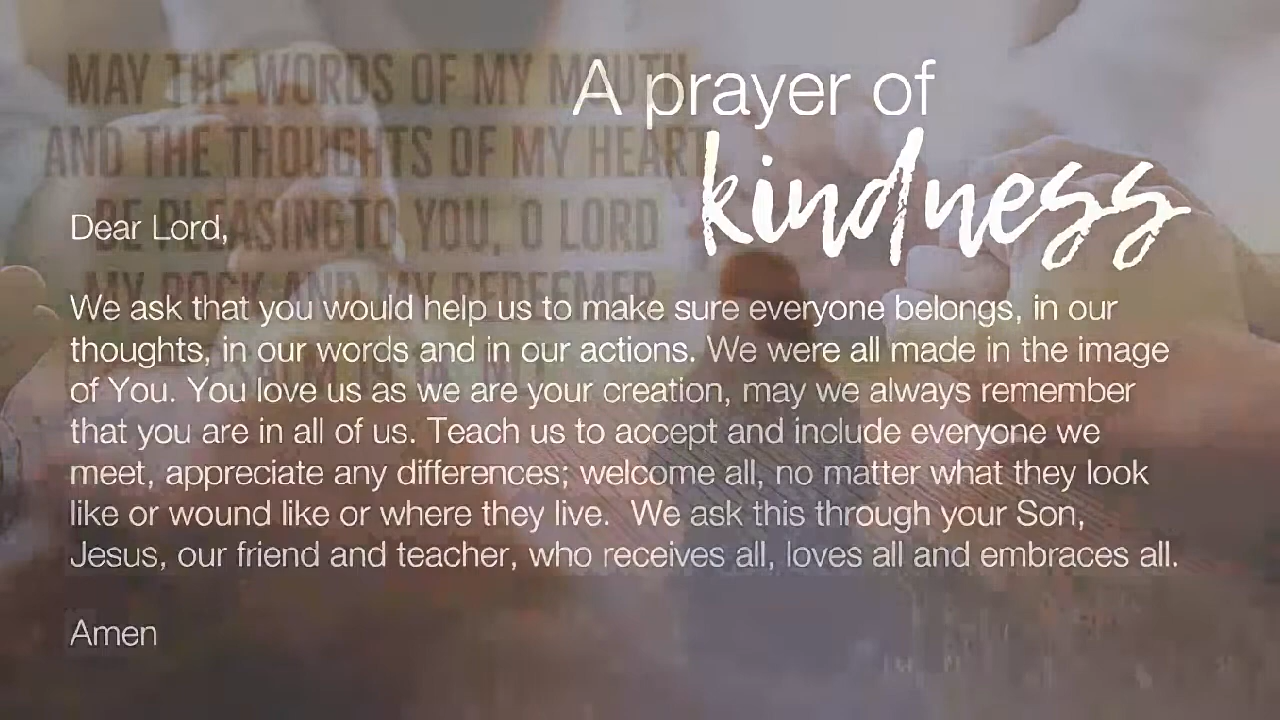 MAY THE WORDS OF MY MOUTH
AND THE THOUGHTS OF MY HEART
BE PLEASING TO YOU, O LORD
MY ROCK AND MY REDEEMER
A prayer of
kindness
Dear Lord,
We ask that you would help us to make sure everyone belongs, in our
thoughts, in our words and in our actions. We were all made in the image
of You. You love us as we are your creation, may we always remember
that you are in all of us. Teach us to accept and include everyone we
meet, appreciate any differences; welcome all, no matter what they look
like or wound like or where they live.  We ask this through your Son,
Jesus, our friend and teacher, who receives all, loves all and embraces all.
Amen